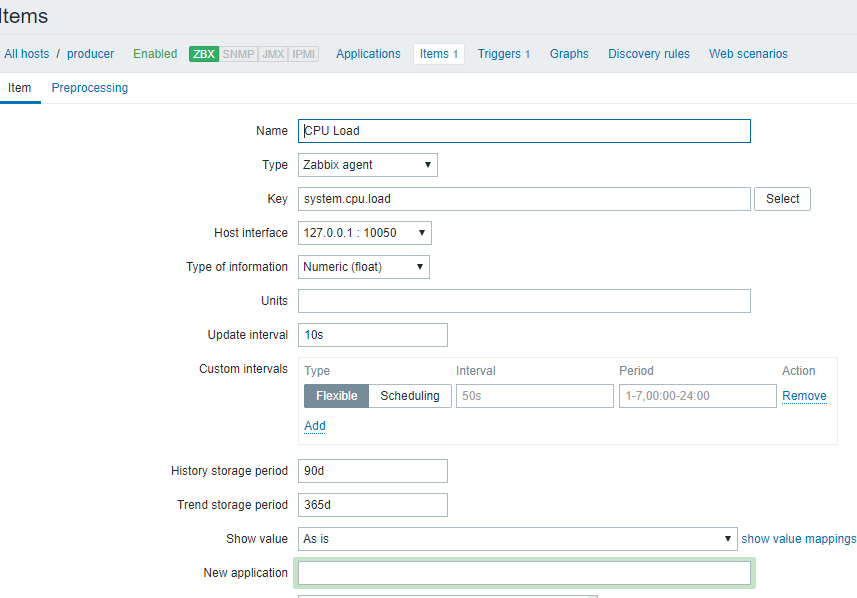 Items
All hosts / producer Enabled ZBX SNMP JMX IPMI Applications Items 1 Triggers 1 Graphs Discovery rules Web scenarios
Item Preprocessing
Name CPU Load
Type Zabbix agent
Key system.cpu.load Select
Host interface 127.0.0.1 : 10050
Type of information Numeric (float)
Units
Update interval 10s
Custom intervals Type Interval Period Action
Flexible Scheduling 50s 1-7,00:00-24:00 Remove
Add
History storage period 90d
Trend storage period 365d
Show value As is show value mappings
New application